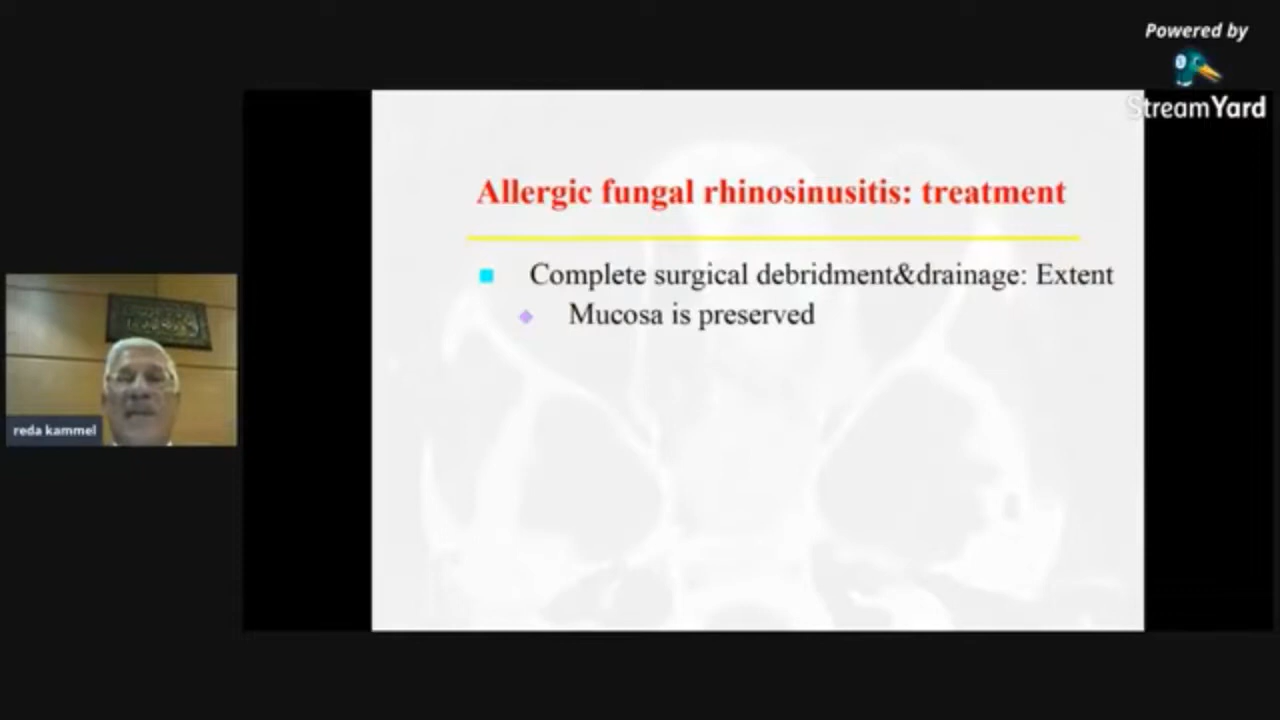 Powered by
StreamYard
Allergic fungal rhinosinusitis: treatment
Complete surgical debridment&drainage: Extent
Mucosa is preserved
reda kammel